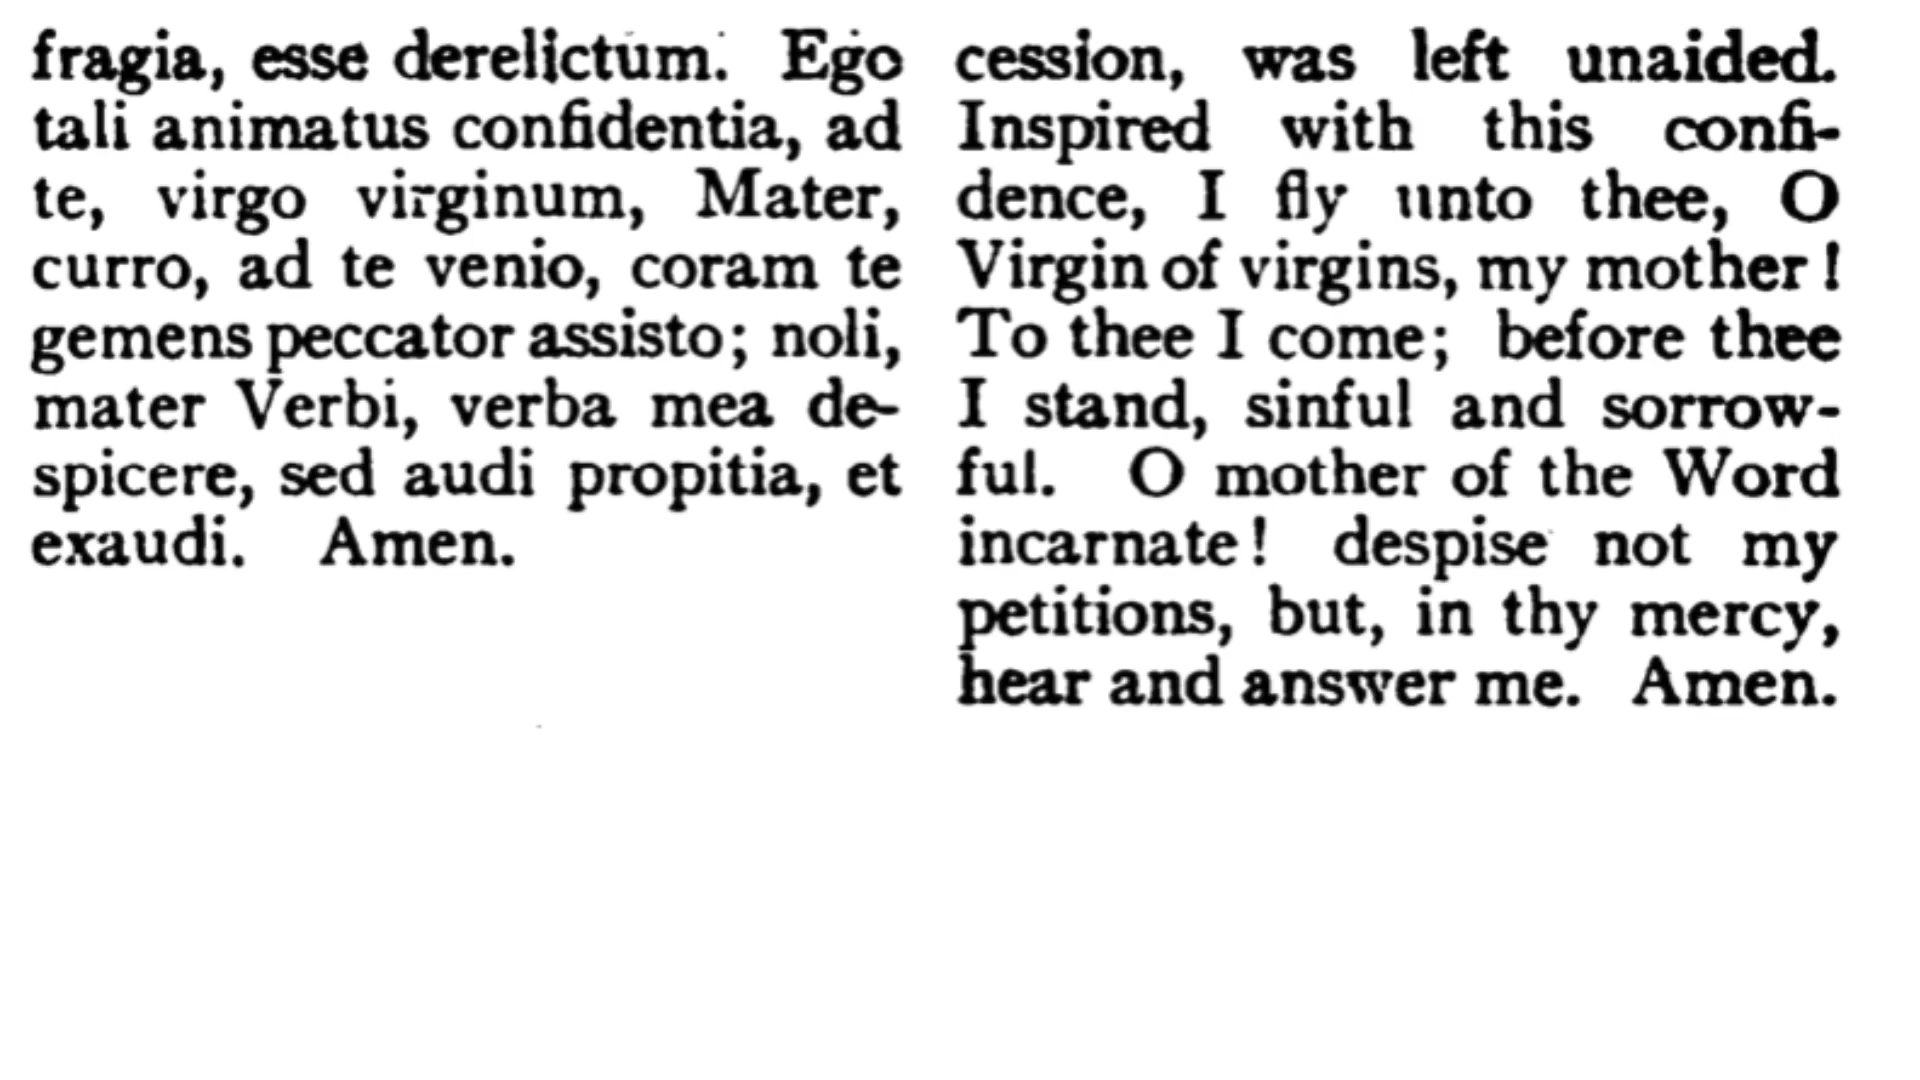 fragia, esse derelictum. Ego
tali animatus confidentia, ad
te, virgo virginum, Mater,
curro, ad te venio, coram te
gemens peccator assisto; noli,
mater Verbi, verba mea de-
spicere, sed audi propitia, et
exaudi. Amen.
cession, was left unaided.
Inspired with this confi-
dence, I fly unto thee, O
Virgin of virgins, my mother!
To thee I come; before thee
I stand, sinful and sorrow-
ful. O mother of the Word
incarnate! despise not my
petitions, but, in thy mercy,
hear and answer me. Amen.